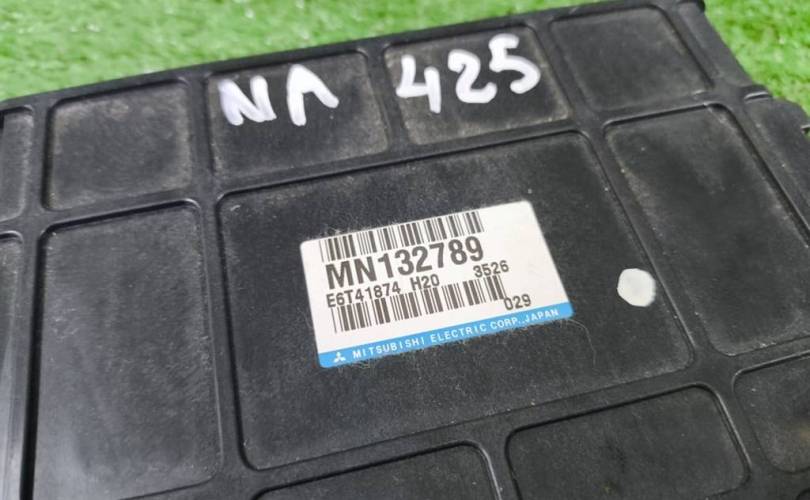 NA 425
MN132789
E6T41874 H20 3526
029
MITSUBISHI ELECTRIC CORP., JAPAN